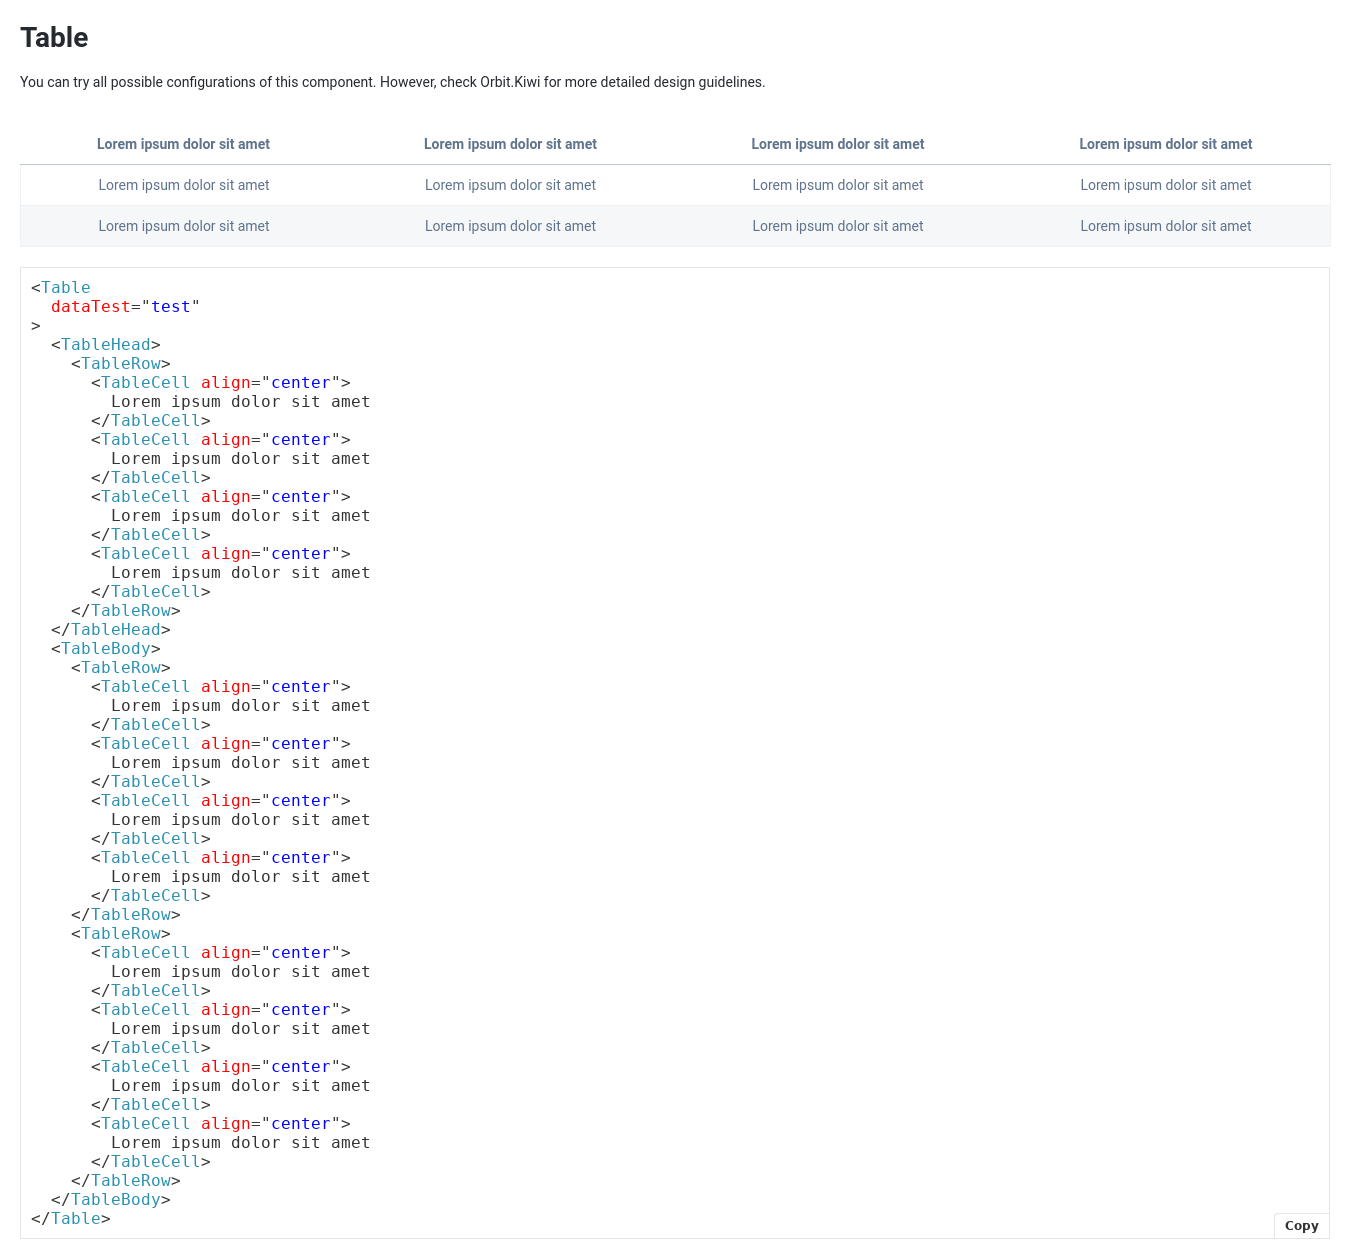 Table
You can try all possible configurations of this component. However, check Orbit.Kiwi for more detailed design guidelines.
Lorem ipsum dolor sit amet Lorem ipsum dolor sit amet Lorem ipsum dolor sit amet Lorem ipsum dolor sit amet
Lorem ipsum dolor sit amet Lorem ipsum dolor sit amet Lorem ipsum dolor sit amet Lorem ipsum dolor sit amet
Lorem ipsum dolor sit amet Lorem ipsum dolor sit amet Lorem ipsum dolor sit amet Lorem ipsum dolor sit amet
<Table
  dataTest="test"
>
  <TableHead>
    <TableRow>
      <TableCell align="center">
        Lorem ipsum dolor sit amet
      </TableCell>
      <TableCell align="center">
        Lorem ipsum dolor sit amet
      </TableCell>
      <TableCell align="center">
        Lorem ipsum dolor sit amet
      </TableCell>
      <TableCell align="center">
        Lorem ipsum dolor sit amet
      </TableCell>
    </TableRow>
  </TableHead>
  <TableBody>
    <TableRow>
      <TableCell align="center">
        Lorem ipsum dolor sit amet
      </TableCell>
      <TableCell align="center">
        Lorem ipsum dolor sit amet
      </TableCell>
      <TableCell align="center">
        Lorem ipsum dolor sit amet
      </TableCell>
      <TableCell align="center">
        Lorem ipsum dolor sit amet
      </TableCell>
    </TableRow>
    <TableRow>
      <TableCell align="center">
        Lorem ipsum dolor sit amet
      </TableCell>
      <TableCell align="center">
        Lorem ipsum dolor sit amet
      </TableCell>
      <TableCell align="center">
        Lorem ipsum dolor sit amet
      </TableCell>
      <TableCell align="center">
        Lorem ipsum dolor sit amet
      </TableCell>
    </TableRow>
  </TableBody>
</Table>
Copy